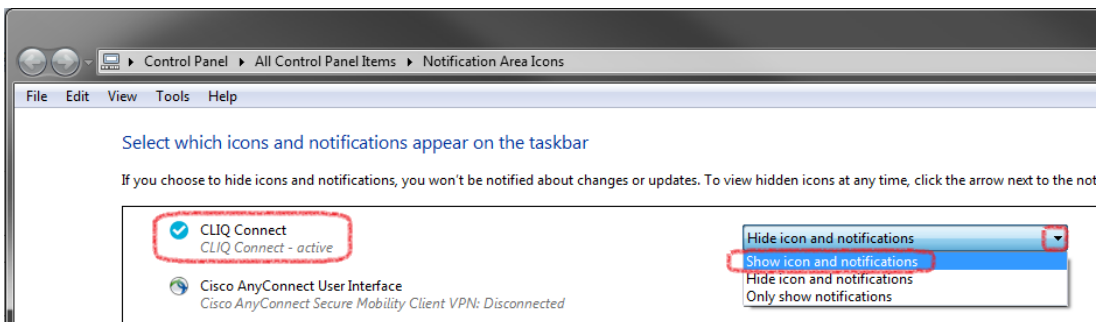 Control Panel ▸ All Control Panel Items ▸ Notification Area Icons
File Edit View Tools Help
Select which icons and notifications appear on the taskbar
If you choose to hide icons and notifications, you won't be notified about changes or updates. To view hidden icons at any time, click the arrow next to the not
CLIQ Connect
CLIQ Connect - active
Hide icon and notifications
Show icon and notifications
Hide icon and notifications
Only show notifications
Cisco AnyConnect User Interface
Cisco AnyConnect Secure Mobility Client VPN: Disconnected